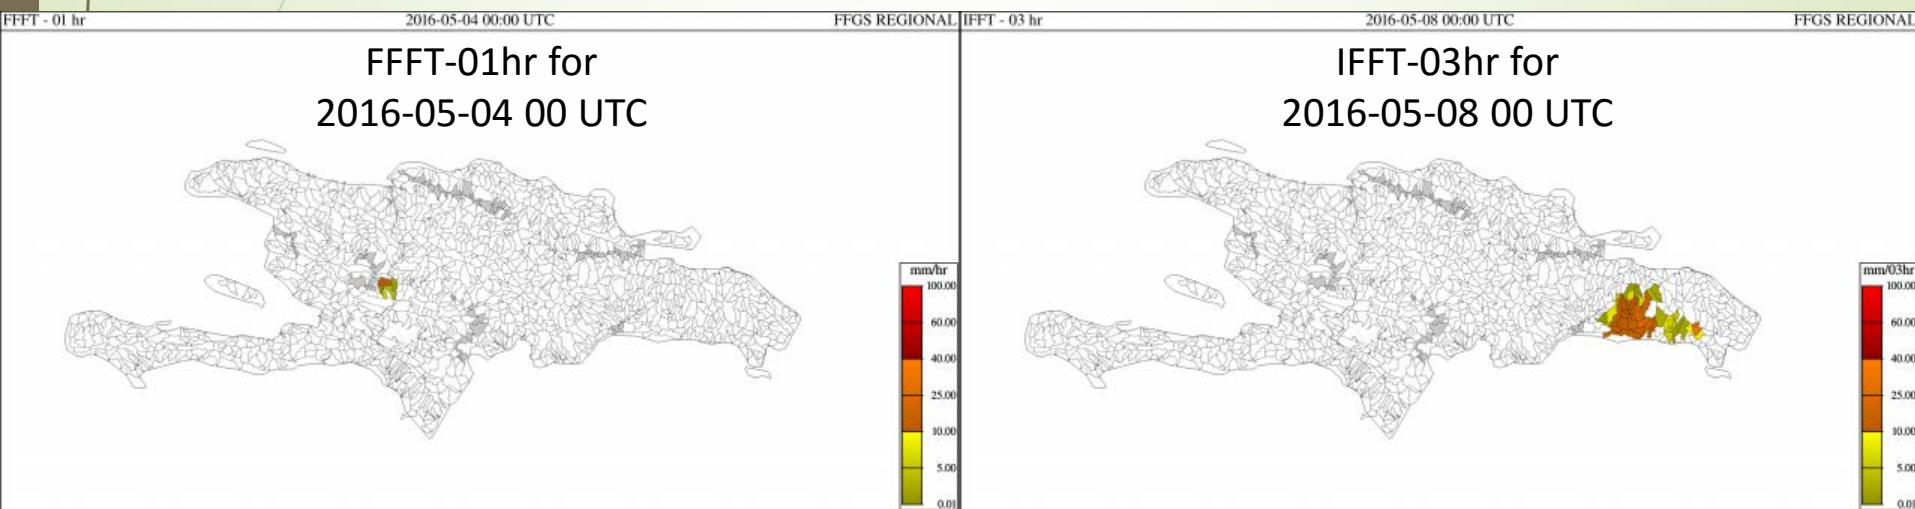 FFFT - 01 hr 2016-05-04 00:00 UTC FFGS REGIONAL
FFFT-01hr for
2016-05-04 00 UTC
mm/hr
100.00
60.00
40.00
25.00
10.00
5.00
0.01
IFFT - 03 hr 2016-05-08 00:00 UTC FFGS REGIONAL
IFFT-03hr for
2016-05-08 00 UTC
mm/03hr
100.00
60.00
40.00
25.00
10.00
5.00
0.01